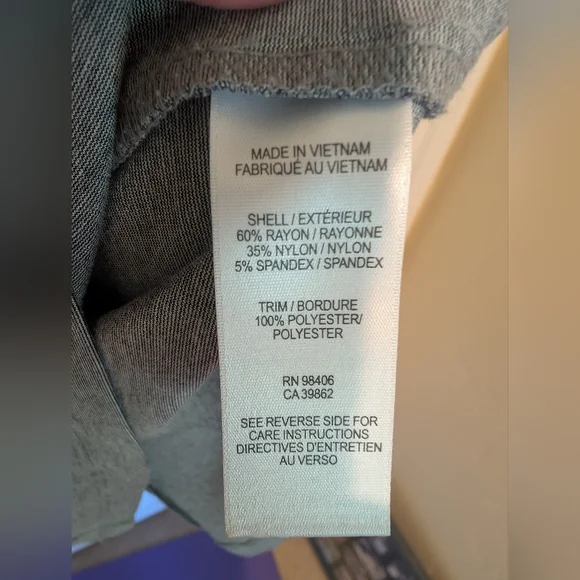 MADE IN VIETNAM
FABRIQUÉ AU VIETNAM
SHELL / EXTÉRIEUR
60% RAYON / RAYONNE
35% NYLON / NYLON
5% SPANDEX / SPANDEX
TRIM / BORDURE
100% POLYESTER/
POLYESTER
RN 98406
CA 39862
SEE REVERSE SIDE FOR
CARE INSTRUCTIONS
DIRECTIVES D'ENTRETIEN
AU VERSO